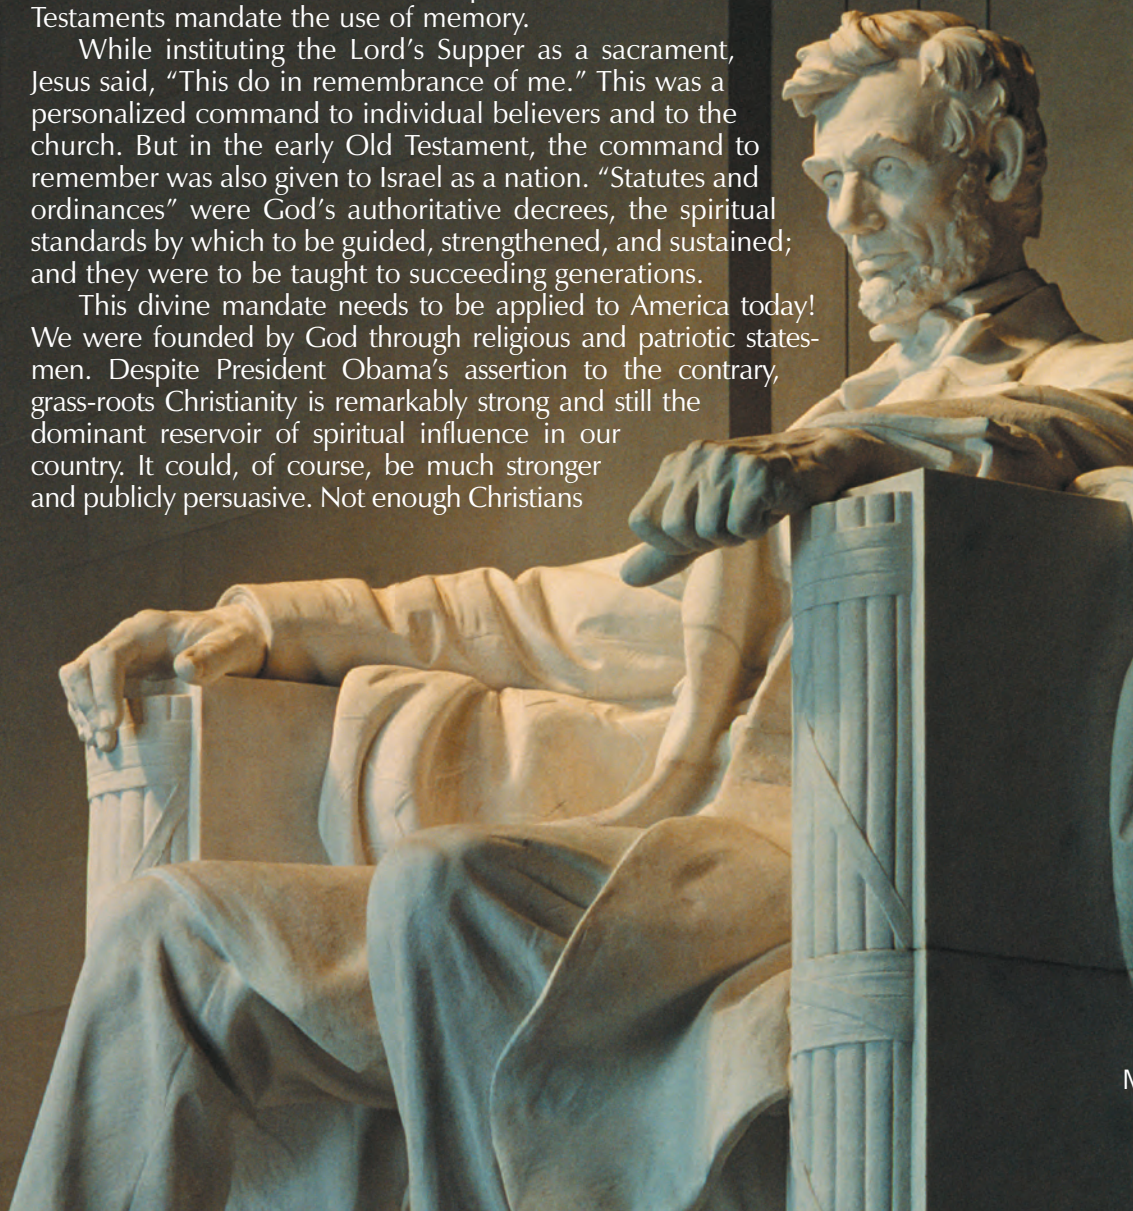 Testaments mandate the use of memory.
While instituting the Lord’s Supper as a sacrament,
Jesus said, “This do in remembrance of me.” This was a
personalized command to individual believers and to the
church. But in the early Old Testament, the command to
remember was also given to Israel as a nation. “Statutes and
ordinances” were God’s authoritative decrees, the spiritual
standards by which to be guided, strengthened, and sustained;
and they were to be taught to succeeding generations.
This divine mandate needs to be applied to America today!
We were founded by God through religious and patriotic states-
men. Despite President Obama’s assertion to the contrary,
grass-roots Christianity is remarkably strong and still the
dominant reservoir of spiritual influence in our
country. It could, of course, be much stronger
and publicly persuasive. Not enough Christians